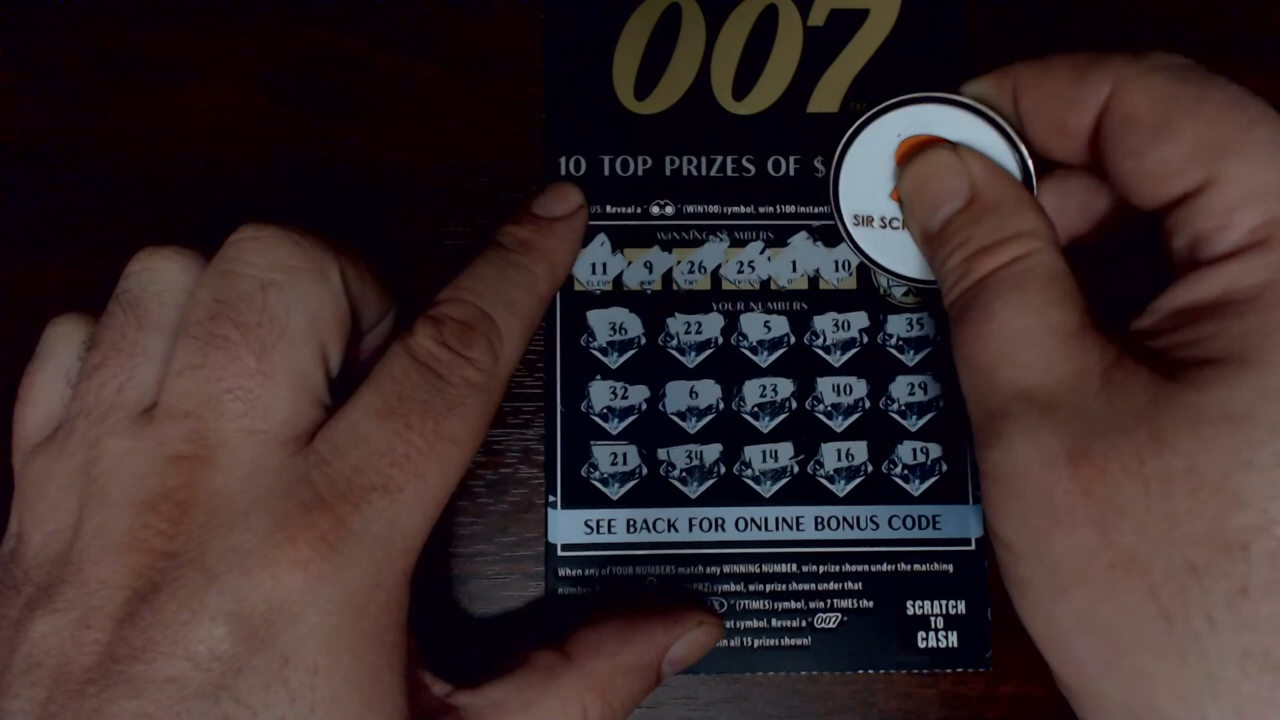 007
10 TOP PRIZES OF $
US: Reveal a " " (WIN100) symbol, win $100
WINNING NUMBERS
11 9 26 25 1 10
YOUR NUMBERS
36 22 5 30 35
32 6 23 40 29
21 34 14 16 19
SEE BACK FOR ONLINE BONUS CODE
When any of YOUR NUMBERS match any WINNING NUMBER, win prize shown under the matching
symbol, win prize shown under that
" (7TIMES) symbol, win 7 TIMES the
symbol. Reveal a "007"
all 15 prizes shown!
SCRATCH
TO
CASH
SIR